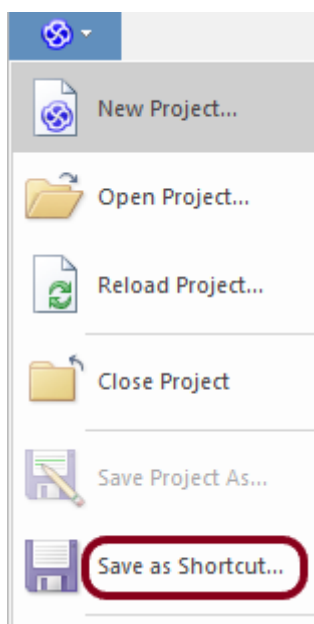 New Project...
Open Project...
Reload Project...
Close Project
Save Project As...
Save as Shortcut...